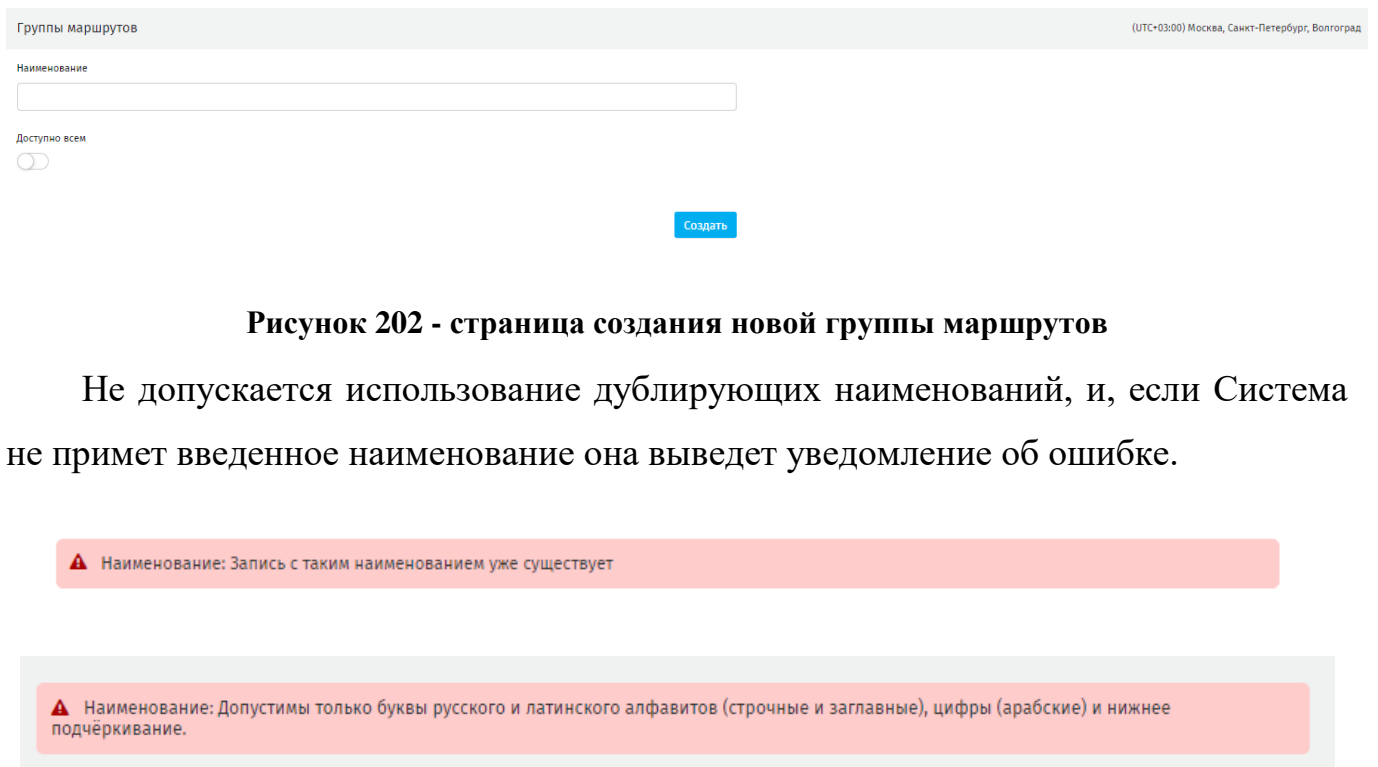 Группы маршрутов
(UTC+03:00) Москва, Санкт-Петербург, Волгоград
Наименование
Доступно всем
Создать
Рисунок 202 - страница создания новой группы маршрутов
Не допускается использование дублирующих наименований, и, если Система
не примет введенное наименование она выведет уведомление об ошибке.
Наименование: Запись с таким наименованием уже существует
Наименование: Допустимы только буквы русского и латинского алфавитов (строчные и заглавные), цифры (арабские) и нижнее
подчёркивание.